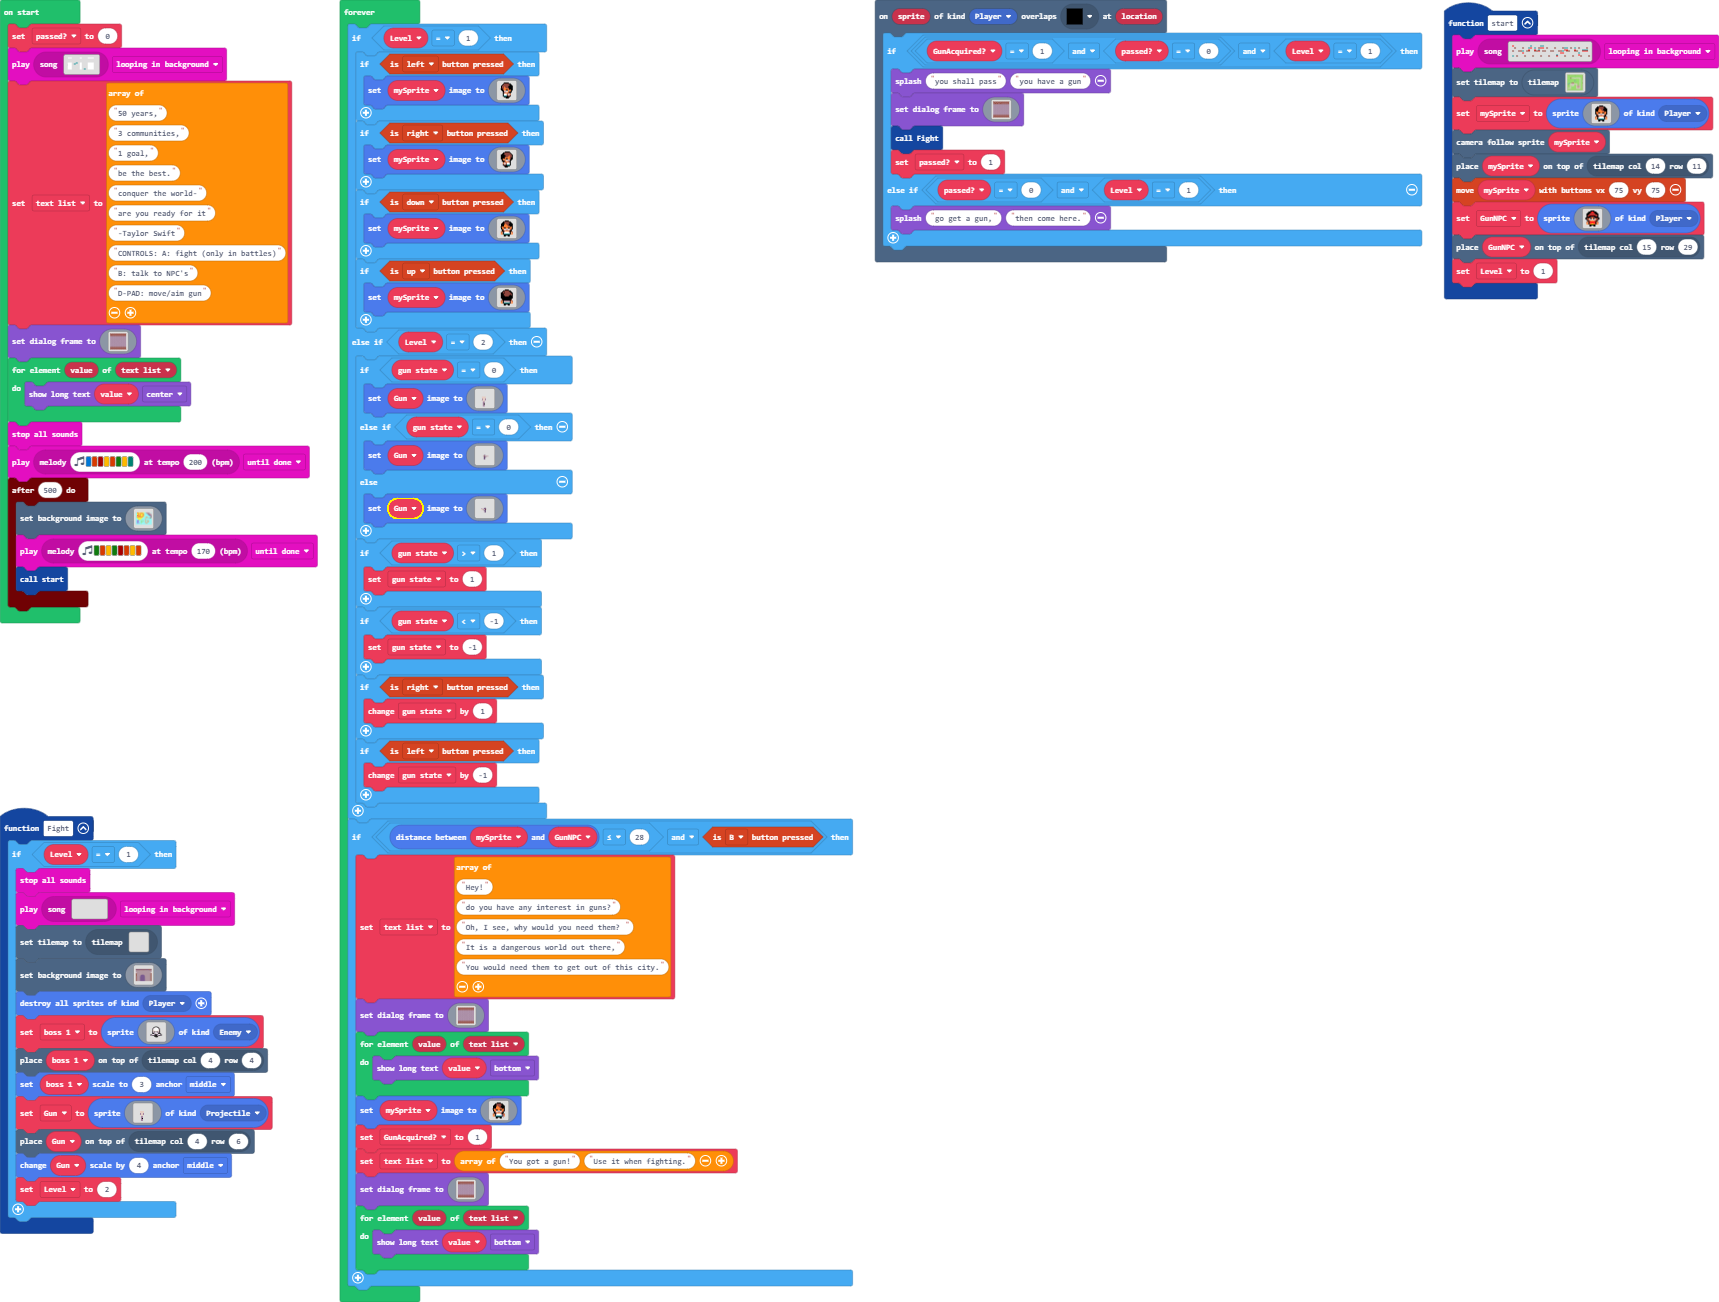 on start
set passed? to 0
play song looping in background
set text list to array of
"50 years,"
"3 communities,"
"1 goal,"
"be the best."
"conquer the world-"
"are you ready for it"
"-Taylor Swift"
"CONTROLS: A: fight (only in battles)"
"B: talk to NPC's"
"D-PAD: move/aim gun"
set dialog frame to
for element value of text list
do show long text value center
stop all sounds
play melody at tempo 200 (bpm) until done
after 500 do
set background image to
play melody at tempo 170 (bpm) until done
call start
function Fight
if Level = 1 then
stop all sounds
play song looping in background
set tilemap to tilemap
set background image to
destroy all sprites of kind Player
set boss 1 to sprite of kind Enemy
place boss 1 on top of tilemap col 4 row 4
set boss 1 scale to 3 anchor middle
set Gun to sprite of kind Projectile
place Gun on top of tilemap col 4 row 6
change Gun scale by 4 anchor middle
set Level to 2
forever
if Level = 1 then
if is left button pressed then
set mySprite image to
if is right button pressed then
set mySprite image to
if is down button pressed then
set mySprite image to
if is up button pressed then
set mySprite image to
else if Level = 2 then
if gun state = 0 then
set Gun image to
else if gun state = 0 then
set Gun image to
else
set Gun image to
if gun state > 1 then
set gun state to 1
if gun state < -1 then
set gun state to -1
if is right button pressed then
change gun state by 1
if is left button pressed then
change gun state by -1
if distance between mySprite and GunNPC ≤ 28 and is B button pressed then
set text list to array of
"Hey!"
"do you have any interest in guns?"
"Oh, I see, why would you need them? "
"It is a dangerous world out there,"
"You would need them to get out of this city."
set dialog frame to
for element value of text list
do show long text value bottom
set mySprite image to
set GunAcquired? to 1
set text list to array of "You got a gun!" "Use it when fighting."
set dialog frame to
for element value of text list
do show long text value bottom
on sprite of kind Player overlaps at location
if GunAcquired? = 1 and passed? = 0 and Level = 1 then
splash "you shall pass" "you have a gun"
set dialog frame to
call Fight
set passed? to 1
else if passed? = 0 and Level = 1 then
splash "go get a gun," "then come here."
function start
play song looping in background
set tilemap to tilemap
set mySprite to sprite of kind Player
camera follow sprite mySprite
place mySprite on top of tilemap col 14 row 11
move mySprite with buttons vx 75 vy 75
set GunNPC to sprite of kind Player
place GunNPC on top of tilemap col 15 row 29
set Level to 1